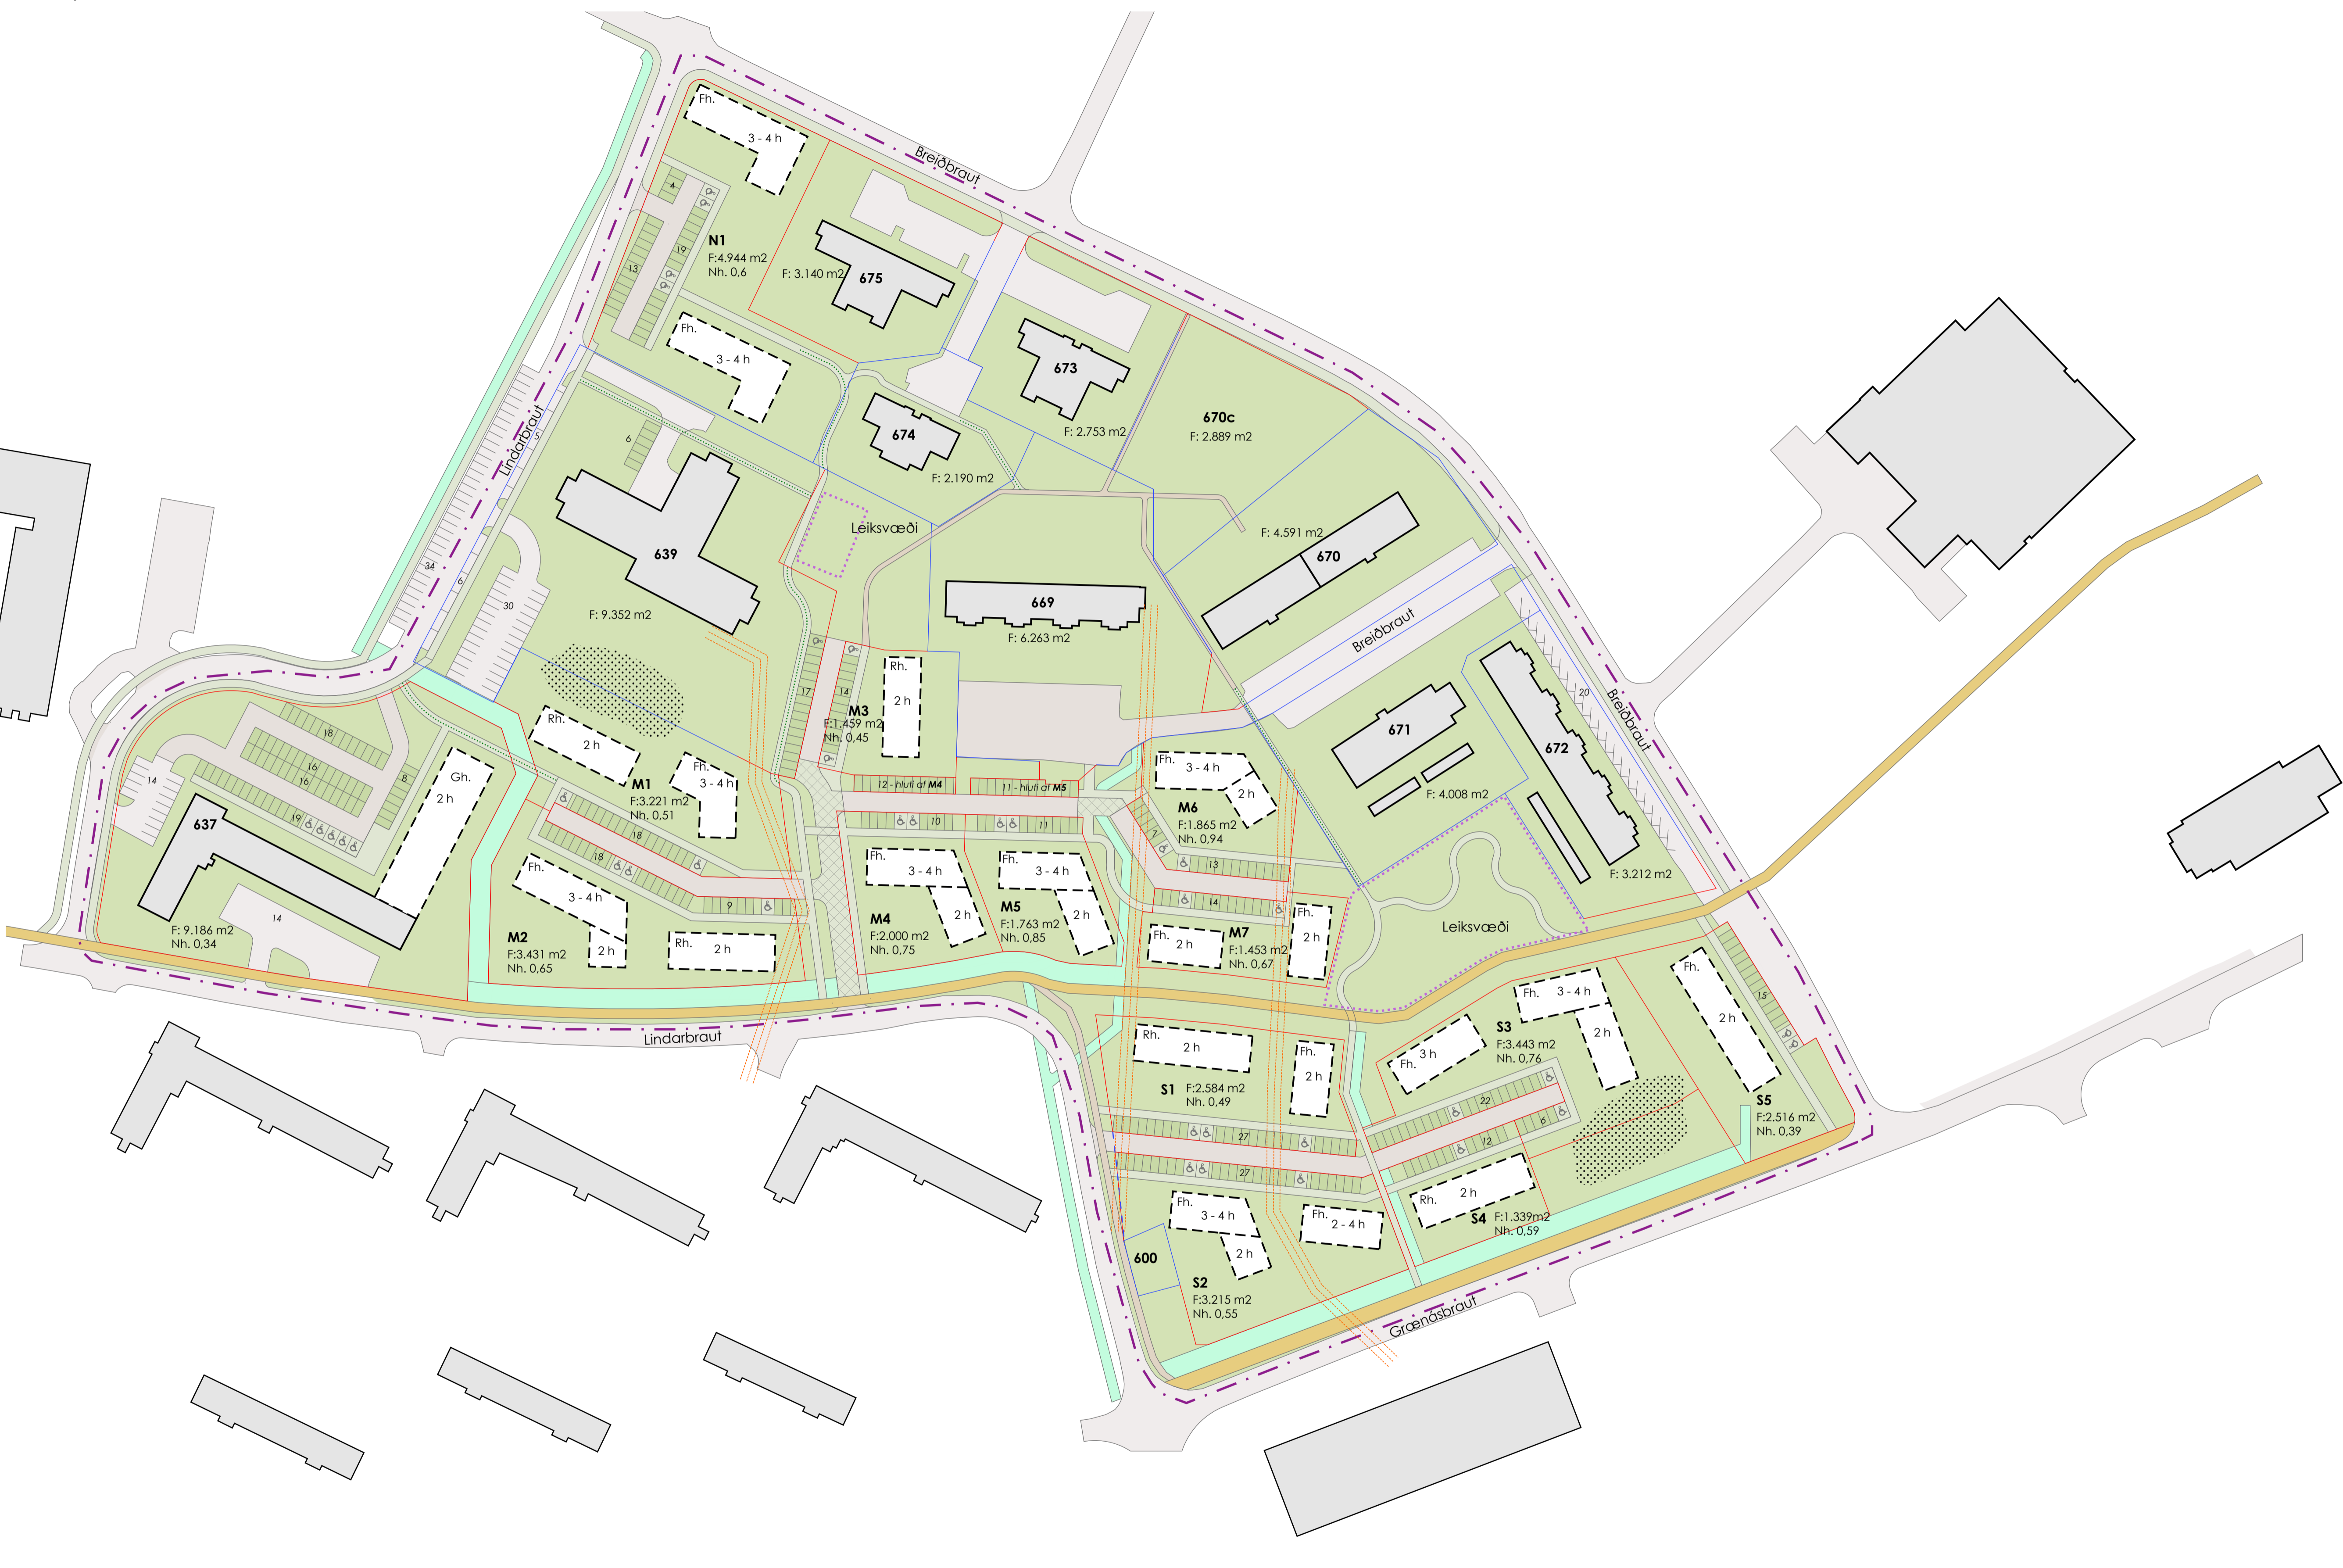 Breiðbraut
Fh.
3 - 4 h
4
19
13
N1
F:4.944 m2
Nh. 0,6
F: 3.140 m2
675
Fh.
3 - 4 h
673
F: 2.753 m2
670c
F: 2.889 m2
674
F: 2.190 m2
Lindarbraut
5
6
34
6
30
639
F: 9.352 m2
Leiksvæði
F: 4.591 m2
670
669
F: 6.263 m2
Breiðbraut
Breiðbraut
20
671
672
F: 4.008 m2
F: 3.212 m2
Rh.
2 h
17
14
M3
F:1.459 m2
Nh. 0,45
12 - hluti af M4
11 - hluti af M5
18
16
16
14
8
19
Gh.
2 h
637
14
F: 9.186 m2
Nh. 0,34
Rh.
2 h
Fh.
3 - 4 h
M1
F:3.221 m2
Nh. 0,51
18
18
9
Fh.
3 - 4 h
2 h
Rh.
2 h
M2
F:3.431 m2
Nh. 0,65
10
11
Fh.
3 - 4 h
2 h
M4
F:2.000 m2
Nh. 0,75
Fh.
3 - 4 h
2 h
M5
F:1.763 m2
Nh. 0,85
Fh.
3 - 4 h
2 h
M6
F:1.865 m2
Nh. 0,94
7
13
14
Fh.
2 h
M7
F:1.453 m2
Nh. 0,67
Fh.
2 h
Leiksvæði
Lindarbraut
Rh.
2 h
Fh.
2 h
S1
F:2.584 m2
Nh. 0,49
27
27
Fh.
3 - 4 h
2 h
Fh.
2 - 4 h
600
S2
F:3.215 m2
Nh. 0,55
Fh.
3 h
Fh.
3 - 4 h
2 h
S3
F:3.443 m2
Nh. 0,76
22
12
6
Rh.
2 h
S4
F:1.339m2
Nh. 0,59
Fh.
2 h
15
S5
F:2.516 m2
Nh. 0,39
Grænásbraut